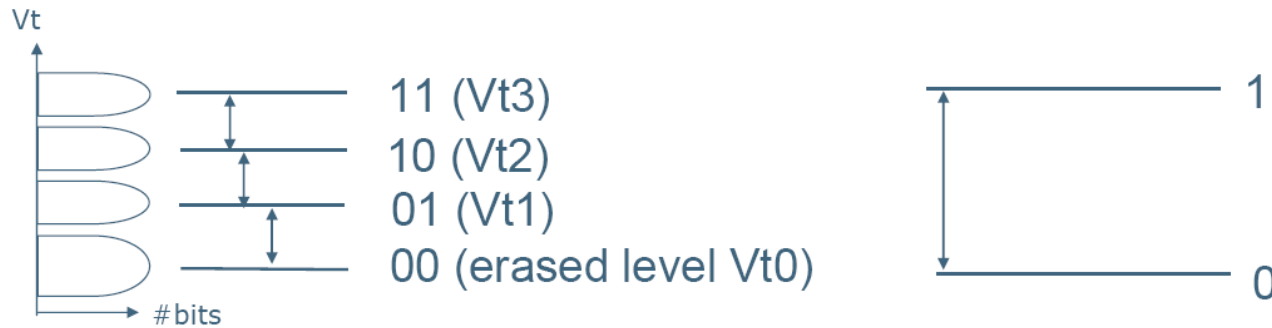 Vt
11 (Vt3)
10 (Vt2)
01 (Vt1)
00 (erased level Vt0)
#bits
1
0